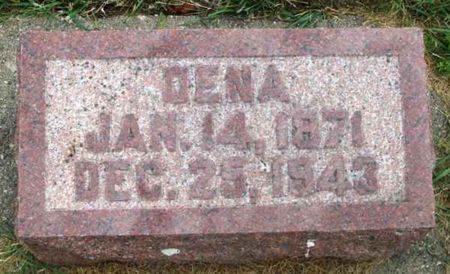 DENA
JAN. 14, 1871
DEC. 25, 1943